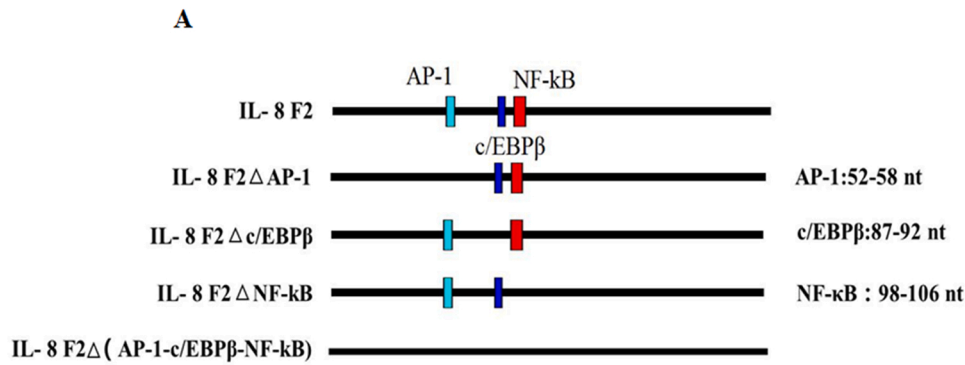 A
AP-1 NF-kB
IL- 8 F2
c/EBPβ
IL- 8 F2△AP-1 AP-1:52-58 nt
IL- 8 F2△c/EBPβ c/EBPβ:87-92 nt
IL- 8 F2△NF-kB NF-κB：98-106 nt
IL- 8 F2△( AP-1-c/EBPβ-NF-kB)